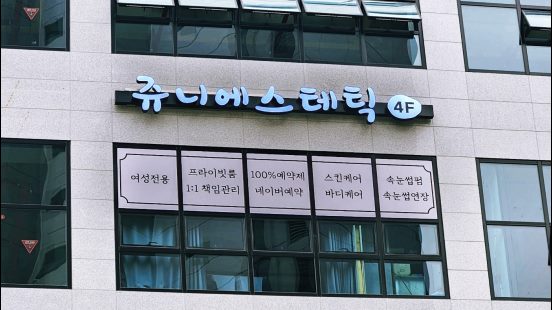 쥬니에스테틱 4F
여성전용
프라이빗룸
1:1 책임관리
100%예약제
네이버예약
스킨케어
바디케어
속눈썹펌
속눈썹연장